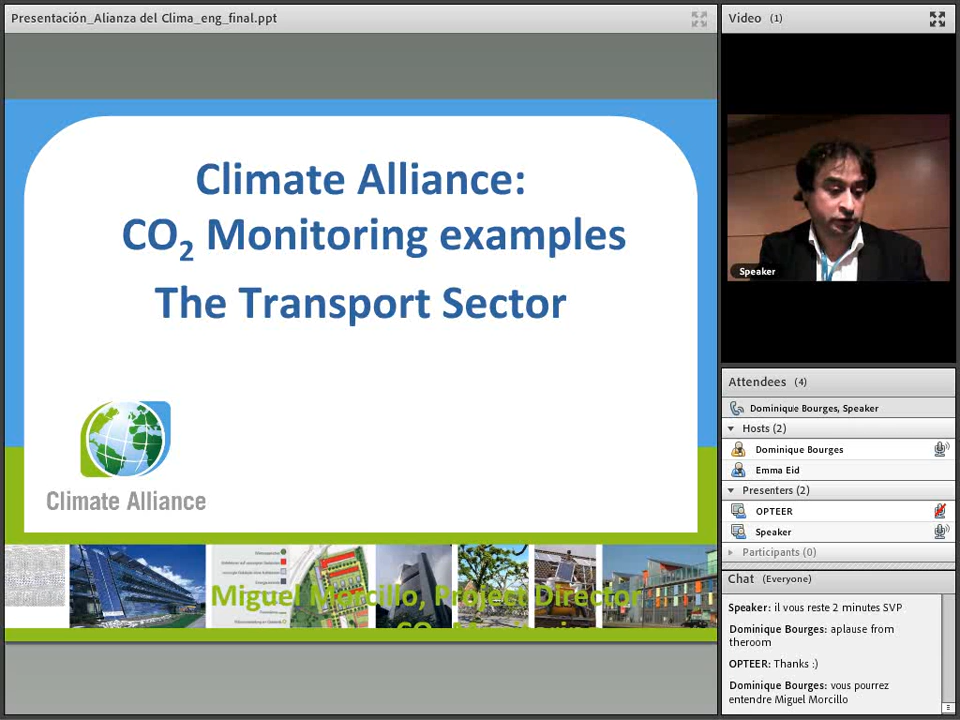 Presentación_Alianza del Clima_eng_final.ppt
Climate Alliance:
CO2 Monitoring examples
The Transport Sector
Climate Alliance
Miguel Morcillo, Project Director
Video (1)
Speaker
Attendees (4)
Dominique Bourges, Speaker
Hosts (2)
Dominique Bourges
Emma Eid
Presenters (2)
OPTEER
Speaker
Participants (0)
Chat (Everyone)
Speaker: il vous reste 2 minutes SVP
Dominique Bourges: aplause from
theroom
OPTEER: Thanks :)
Dominique Bourges: vous pourrez
entendre Miguel Morcillo